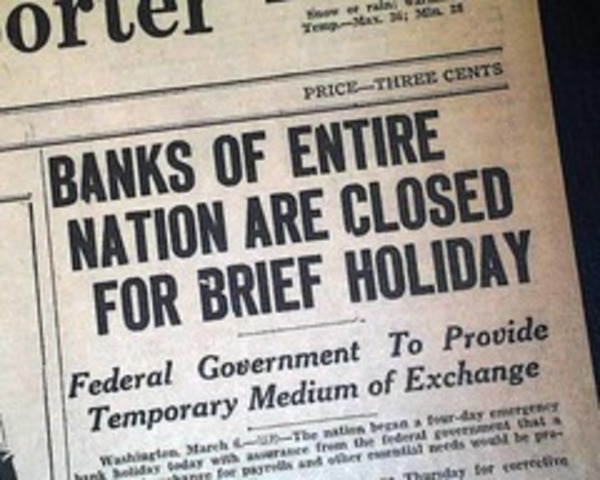 orter
Snow or rain;
Temp.—Max. 36; Min. 28
PRICE—THREE CENTS
BANKS OF ENTIRE
NATION ARE CLOSED
FOR BRIEF HOLIDAY
Federal Government To Provide
Temporary Medium of Exchange
Washington, March 6.—The nation began a four-day emergency
bank holiday today with assurance from the federal government that a
change for payrolls and other essential needs would be pro-
Thursday for corrective